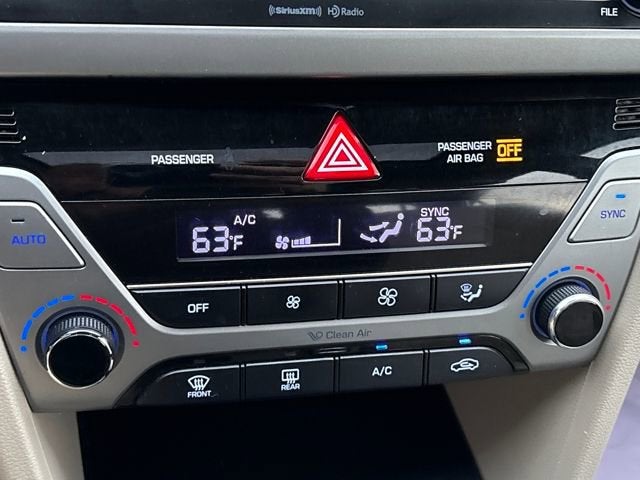 ((SiriusXM)) HD Radio
FILE
PASSENGER
PASSENGER AIR BAG OFF
AUTO
A/C
63°F
SYNC
63°F
SYNC
OFF
Clean Air
FRONT
REAR
A/C